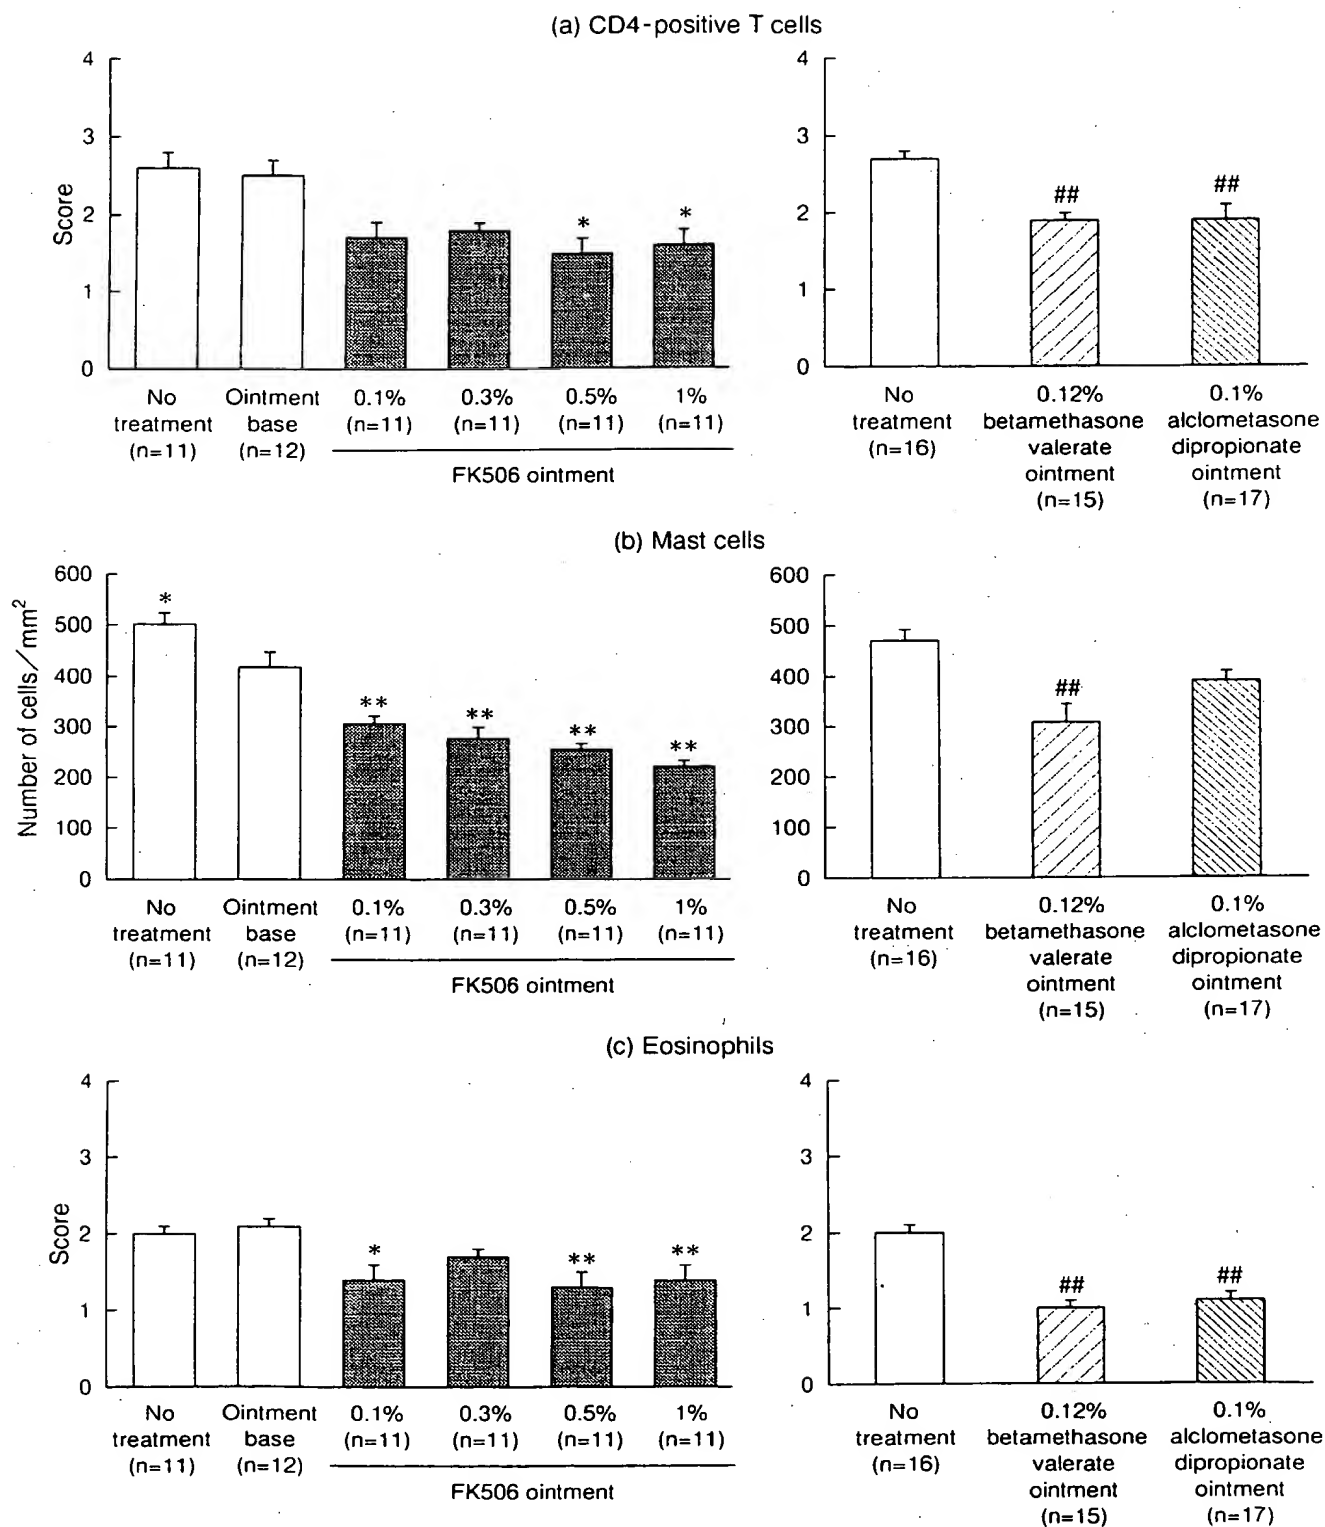 (a) CD4-positive T cells
Score
4
3
2
1
0
* *
No treatment (n=11)
Ointment base (n=12)
0.1% (n=11)
0.3% (n=11)
0.5% (n=11)
1% (n=11)
FK506 ointment
4
3
2
1
0
## ##
No treatment (n=16)
0.12% betamethasone valerate ointment (n=15)
0.1% alclometasone dipropionate ointment (n=17)
(b) Mast cells
Number of cells/mm²
600
500
400
300
200
100
0
* ** ** ** **
No treatment (n=11)
Ointment base (n=12)
0.1% (n=11)
0.3% (n=11)
0.5% (n=11)
1% (n=11)
FK506 ointment
600
500
400
300
200
100
0
##
No treatment (n=16)
0.12% betamethasone valerate ointment (n=15)
0.1% alclometasone dipropionate ointment (n=17)
(c) Eosinophils
Score
4
3
2
1
0
* ** **
No treatment (n=11)
Ointment base (n=12)
0.1% (n=11)
0.3% (n=11)
0.5% (n=11)
1% (n=11)
FK506 ointment
4
3
2
1
0
## ##
No treatment (n=16)
0.12% betamethasone valerate ointment (n=15)
0.1% alclometasone dipropionate ointment (n=17)